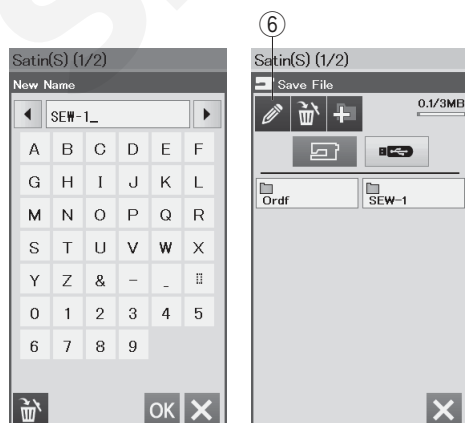 ⑥
Satin(S) (1/2)
New Name
SEW-1_
A B C D E F
G H I J K L
M N O P Q R
S T U V W X
Y Z & - _
0 1 2 3 4 5
6 7 8 9
OK
Satin(S) (1/2)
Save File
0.1/3MB
Ordf
SEW-1